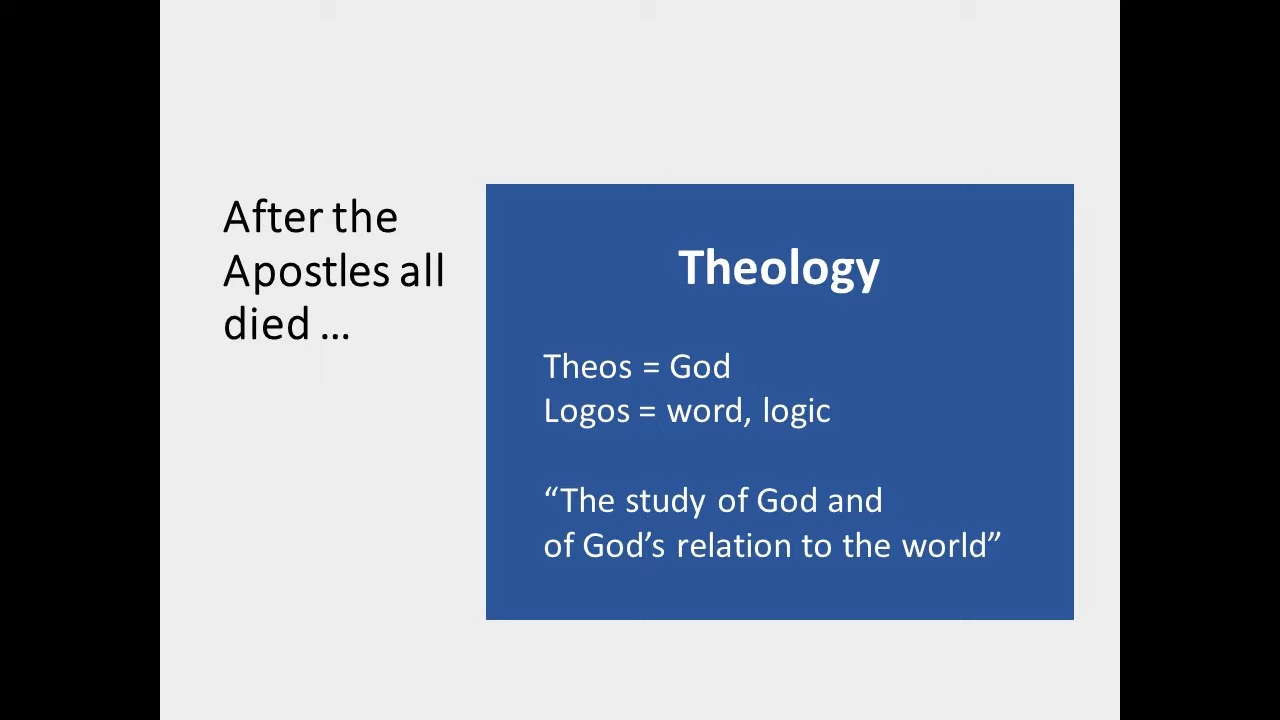 After the
Apostles all
died …
Theology
Theos = God
Logos = word, logic
“The study of God and
of God’s relation to the world”